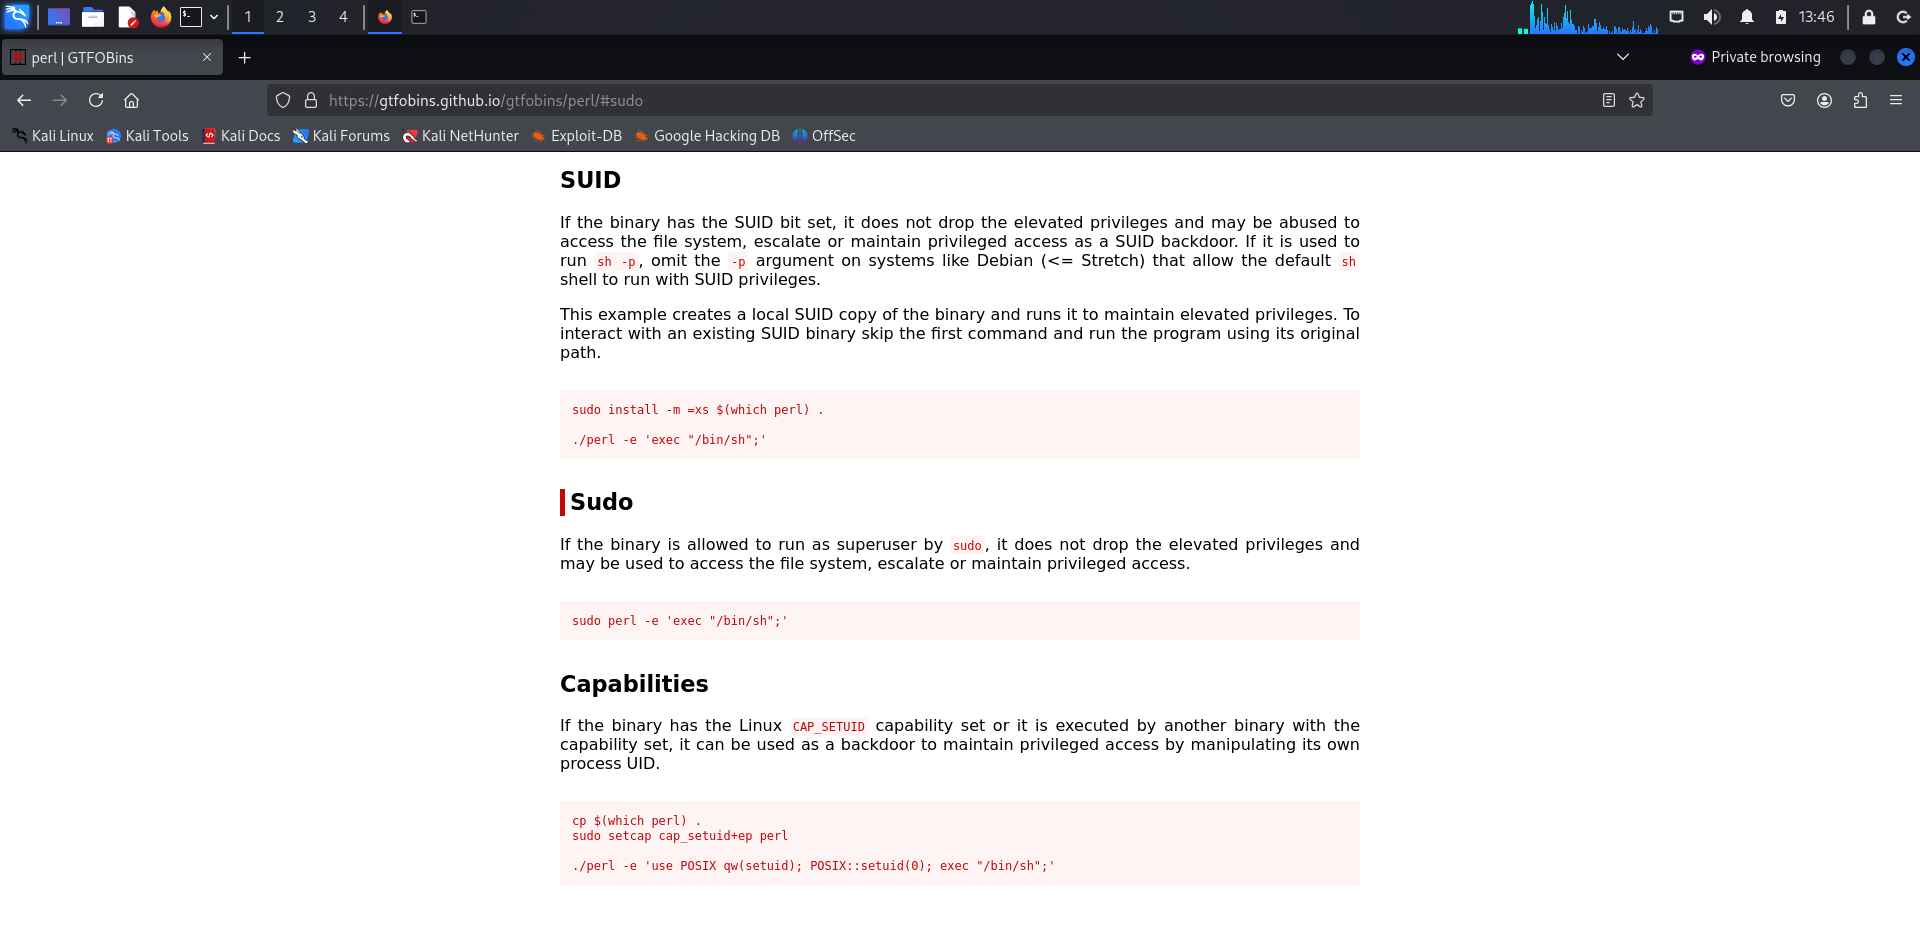 1 2 3 4 13:46
perl | GTFOBins Private browsing
https://gtfobins.github.io/gtfobins/perl/#sudo
Kali Linux Kali Tools Kali Docs Kali Forums Kali NetHunter Exploit-DB Google Hacking DB OffSec
SUID
If the binary has the SUID bit set, it does not drop the elevated privileges and may be abused to
access the file system, escalate or maintain privileged access as a SUID backdoor. If it is used to
run sh -p, omit the -p argument on systems like Debian (<= Stretch) that allow the default sh
shell to run with SUID privileges.
This example creates a local SUID copy of the binary and runs it to maintain elevated privileges. To
interact with an existing SUID binary skip the first command and run the program using its original
path.
sudo install -m =xs $(which perl) .
./perl -e 'exec "/bin/sh";'
Sudo
If the binary is allowed to run as superuser by sudo, it does not drop the elevated privileges and
may be used to access the file system, escalate or maintain privileged access.
sudo perl -e 'exec "/bin/sh";'
Capabilities
If the binary has the Linux CAP_SETUID capability set or it is executed by another binary with the
capability set, it can be used as a backdoor to maintain privileged access by manipulating its own
process UID.
cp $(which perl) .
sudo setcap cap_setuid+ep perl
./perl -e 'use POSIX qw(setuid); POSIX::setuid(0); exec "/bin/sh";'